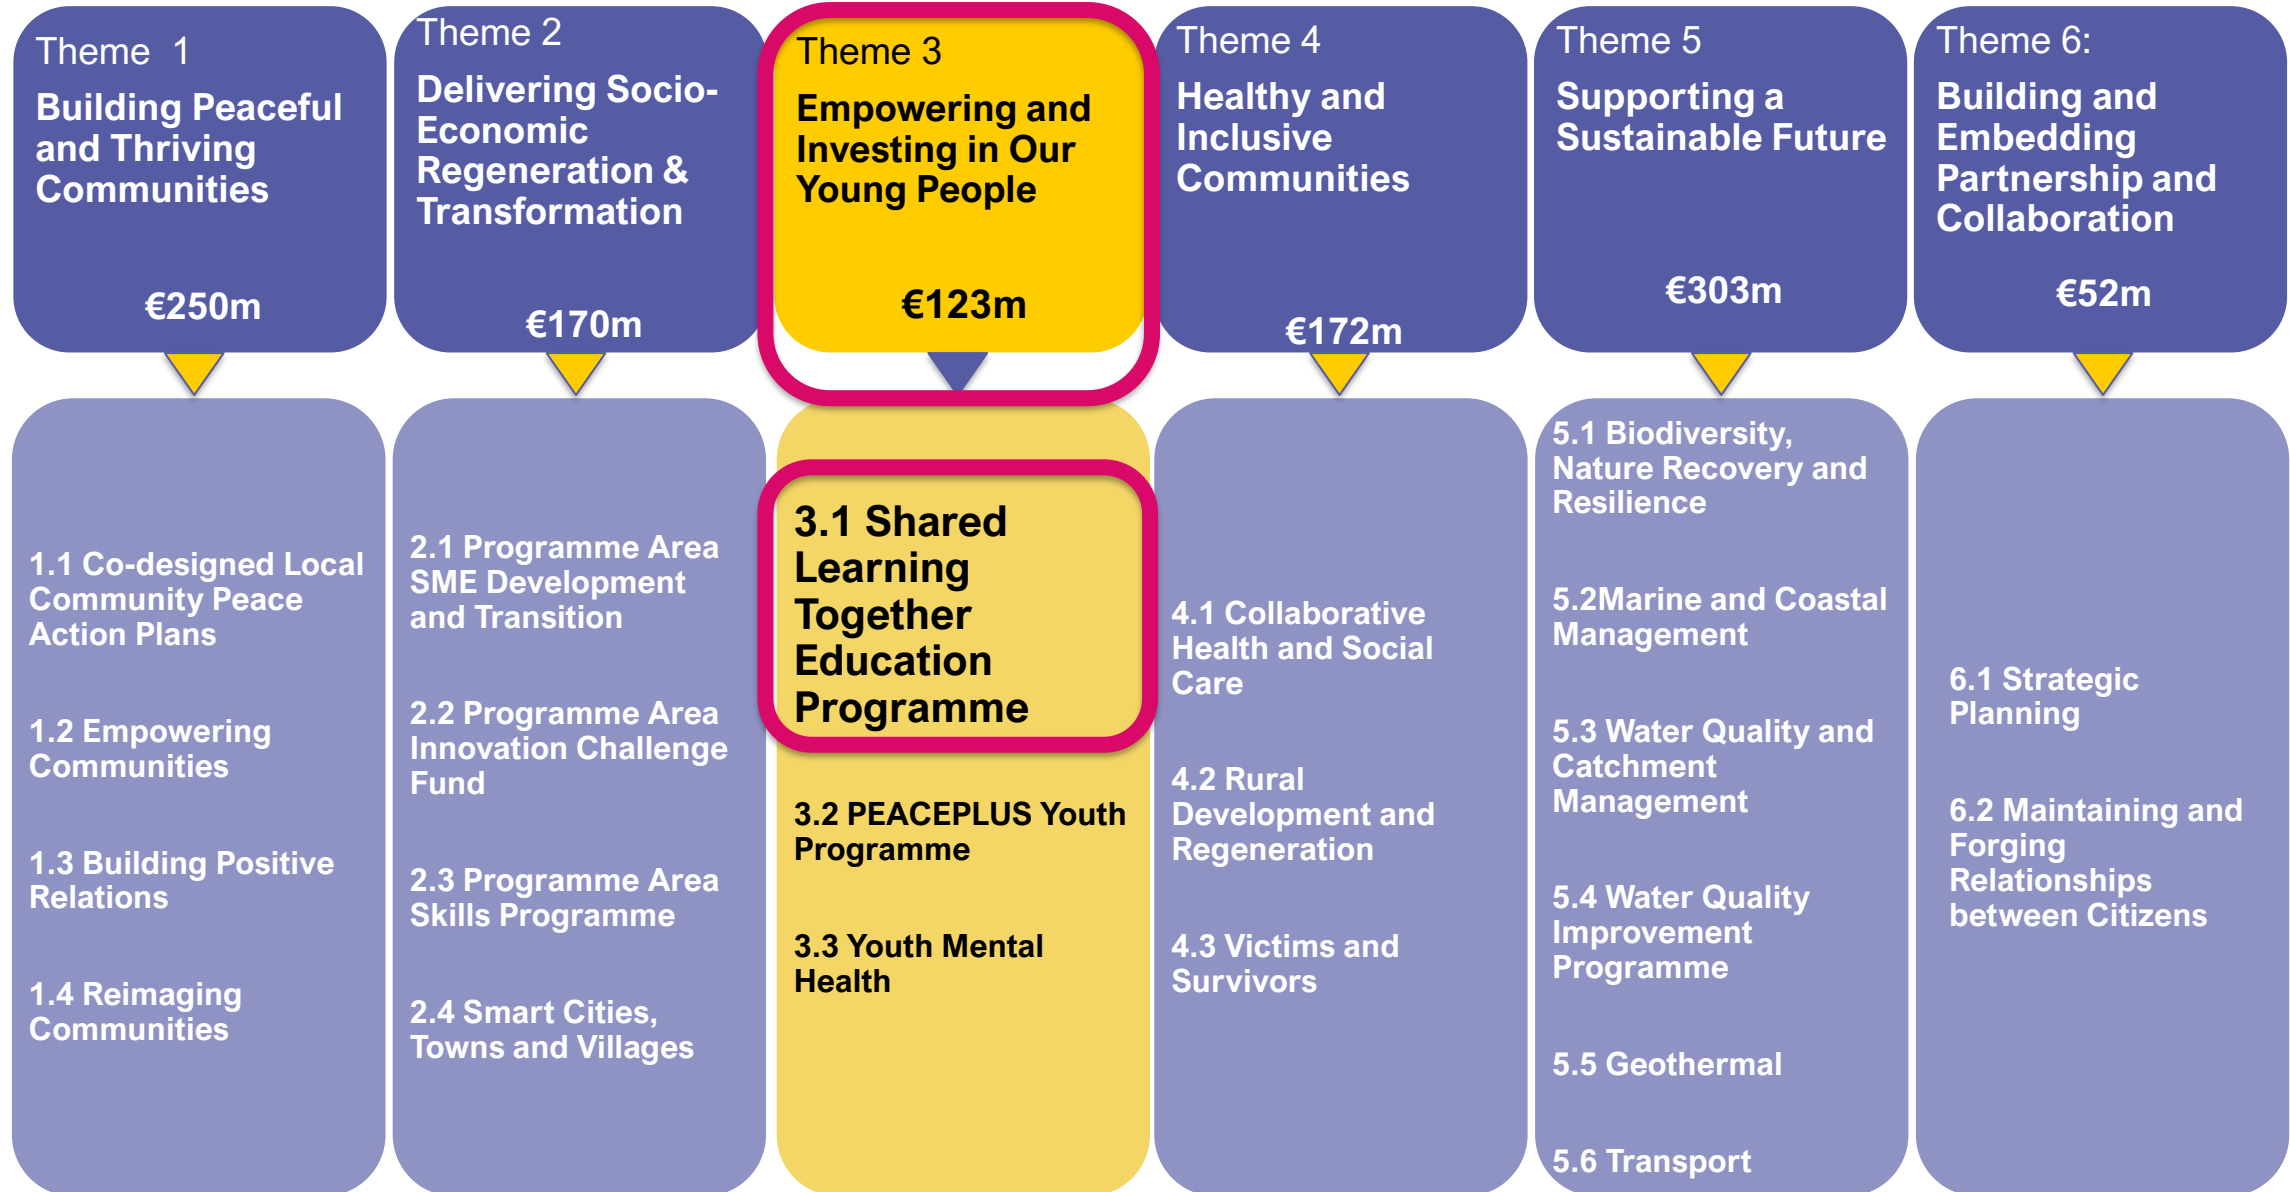 Theme 1
Building Peaceful
and Thriving
Communities
€250m
Theme 2
Delivering Socio-
Economic
Regeneration &
Transformation
€170m
Theme 3
Empowering and
Investing in Our
Young People
€123m
Theme 4
Healthy and
Inclusive
Communities
€172m
Theme 5
Supporting a
Sustainable Future
€303m
Theme 6:
Building and
Embedding
Partnership and
Collaboration
€52m
1.1 Co-designed Local
Community Peace
Action Plans
1.2 Empowering
Communities
1.3 Building Positive
Relations
1.4 Reimaging
Communities
2.1 Programme Area
SME Development
and Transition
2.2 Programme Area
Innovation Challenge
Fund
2.3 Programme Area
Skills Programme
2.4 Smart Cities,
Towns and Villages
3.1 Shared
Learning
Together
Education
Programme
3.2 PEACEPLUS Youth
Programme
3.3 Youth Mental
Health
4.1 Collaborative
Health and Social
Care
4.2 Rural
Development and
Regeneration
4.3 Victims and
Survivors
5.1 Biodiversity,
Nature Recovery and
Resilience
5.2Marine and Coastal
Management
5.3 Water Quality and
Catchment
Management
5.4 Water Quality
Improvement
Programme
5.5 Geothermal
5.6 Transport
6.1 Strategic
Planning
6.2 Maintaining and
Forging
Relationships
between Citizens